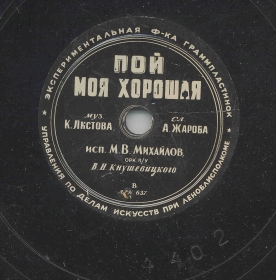 ЭКСПЕРИМЕНТАЛЬНАЯ Ф-КА ГРАМПЛАСТИНОК
ПОЙ
МОЯ ХОРОШАЯ
МУЗ СЛ
К. ЛИСТОВА, А. ЖАРОВА
ИСП. М.В. МИХАЙЛОВ,
ОРК П/У
В.Н КНУШЕВИЦКОГО
В
637
УПРАВЛЕНИЯ ПО ДЕЛАМ ИСКУССТВ ПРИ ЛЕНОБЛИСПОЛКОМЕ
1402